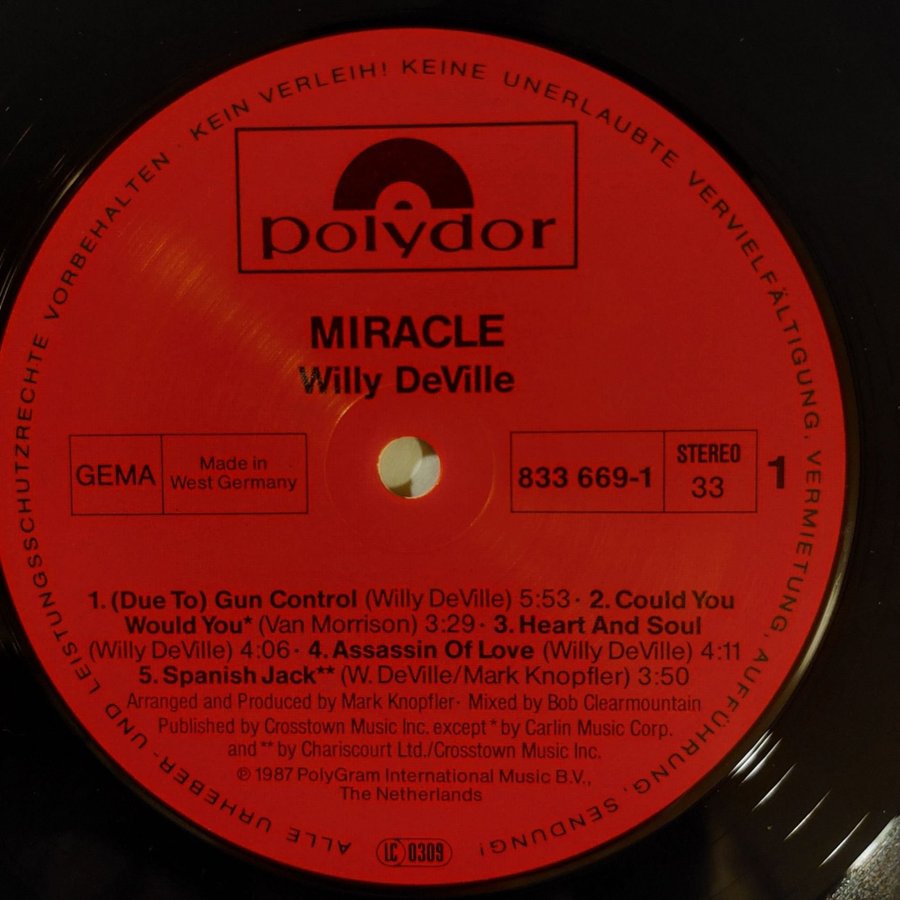 ALLE URHEBER- UND LEISTUNGSSCHUTZRECHTE VORBEHALTEN · KEIN VERLEIH! KEINE UNERLAUBTE VERVIELFÄLTIGUNG, VERMIETUNG, AUFFÜHRUNG, SENDUNG!
polydor
MIRACLE
Willy DeVille
GEMA
Made in
West Germany
833 669-1
STEREO
33
1
1. (Due To) Gun Control (Willy DeVille) 5:53 · 2. Could You
Would You* (Van Morrison) 3:29 · 3. Heart And Soul
(Willy DeVille) 4:06 · 4. Assassin Of Love (Willy DeVille) 4:11
5. Spanish Jack** (W. DeVille/Mark Knopfler) 3:50
Arranged and Produced by Mark Knopfler · Mixed by Bob Clearmountain
Published by Crosstown Music Inc. except * by Carlin Music Corp.
and ** by Chariscourt Ltd./Crosstown Music Inc.
℗ 1987 PolyGram International Music B.V.,
The Netherlands
LC 0309